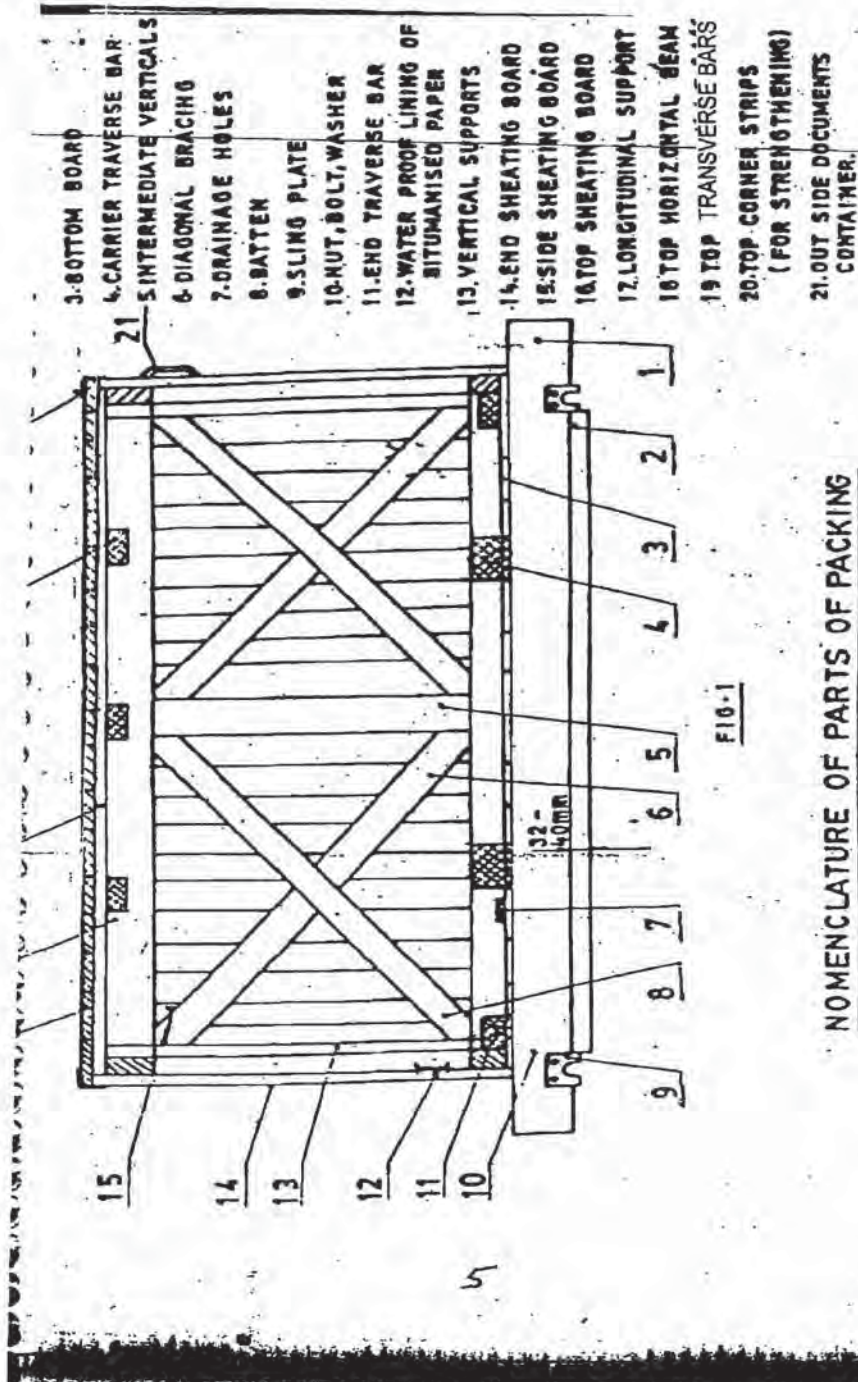 3.BOTTOM BOARD
4.CARRIER TRAVERSE BAR
5.INTERMEDIATE VERTICALS
6.DIAGONAL BRACING
7.DRAINAGE HOLES
8.BATTEN
9.SLING PLATE
10.NUT,BOLT,WASHER
11.END TRAVERSE BAR
12.WATER PROOF LINING OF
BITUMANISED PAPER
13.VERTICAL SUPPORTS
14.END SHEATING BOARD
15.SIDE SHEATING BOARD
16.TOP SHEATING BOARD
17.LONGITUDINAL SUPPORT
18 TOP HORIZONTAL BEAM
19 TOP TRANSVERSE BARS
20.TOP CORNER STRIPS
(FOR STRENGTHENING)
21.OUT SIDE DOCUMENTS
CONTAINER.
21
15
14
13
12
11
10
32-
40mm
9
8
7
6
5
4
3
2
1
FIG.1
NOMENCLATURE OF PARTS OF PACKING
5